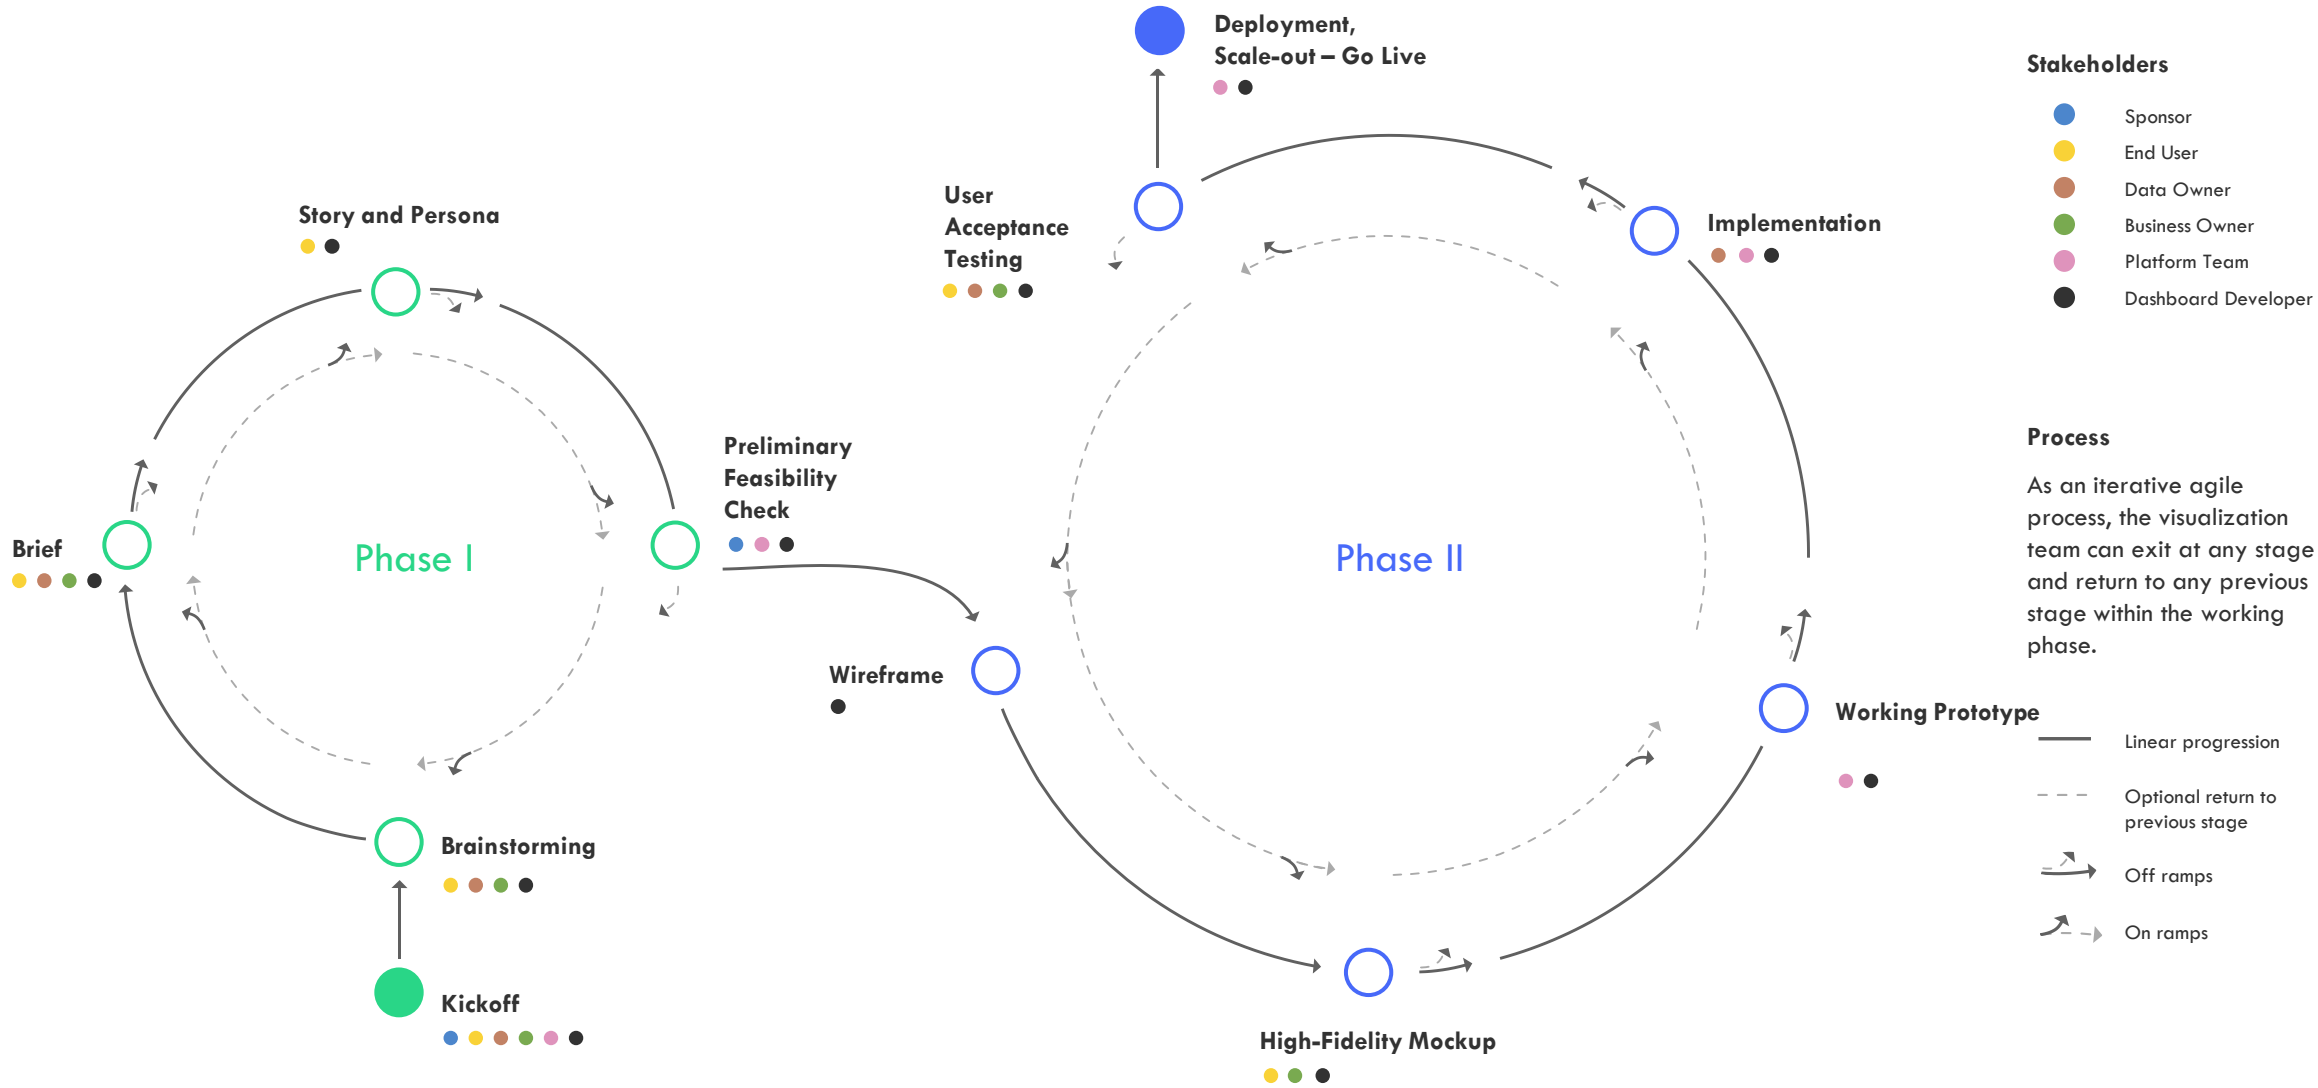 Deployment,
Scale-out – Go Live
Stakeholders
Sponsor
End User
Data Owner
Business Owner
Platform Team
Dashboard Developer
User
Acceptance
Testing
Story and Persona
Implementation
Preliminary
Feasibility
Check
Process
As an iterative agile
process, the visualization
team can exit at any stage
and return to any previous
stage within the working
phase.
Brief
Phase I
Phase II
Wireframe
Working Prototype
Linear progression
Optional return to
previous stage
Off ramps
On ramps
Brainstorming
Kickoff
High-Fidelity Mockup